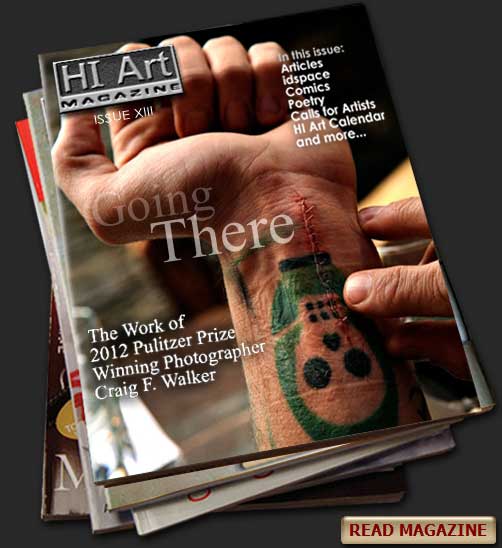 HI Art
MAGAZINE
ISSUE XIII
In this issue:
Articles
idspace
Comics
Poetry
Calls for Artists
HI Art Calendar
and more...
Going
There
The Work of
2012 Pulitzer Prize
Winning Photographer
Craig F. Walker
M
READ MAGAZINE